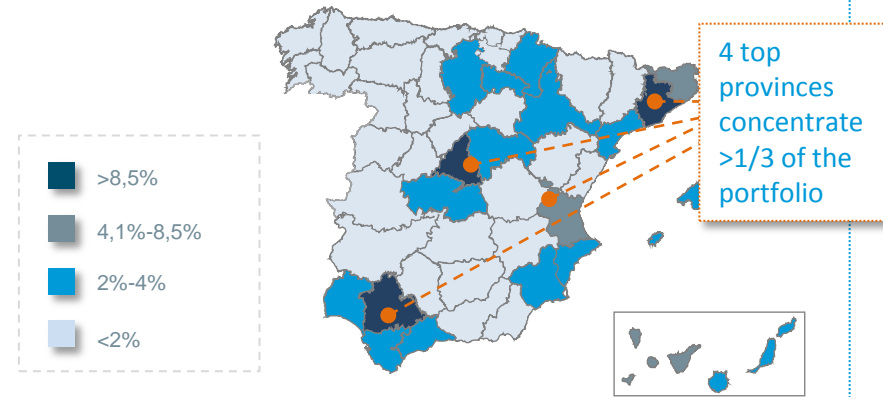 4 top
provinces
concentrate
>1/3 of the
portfolio
>8,5%
4,1%-8,5%
2%-4%
<2%